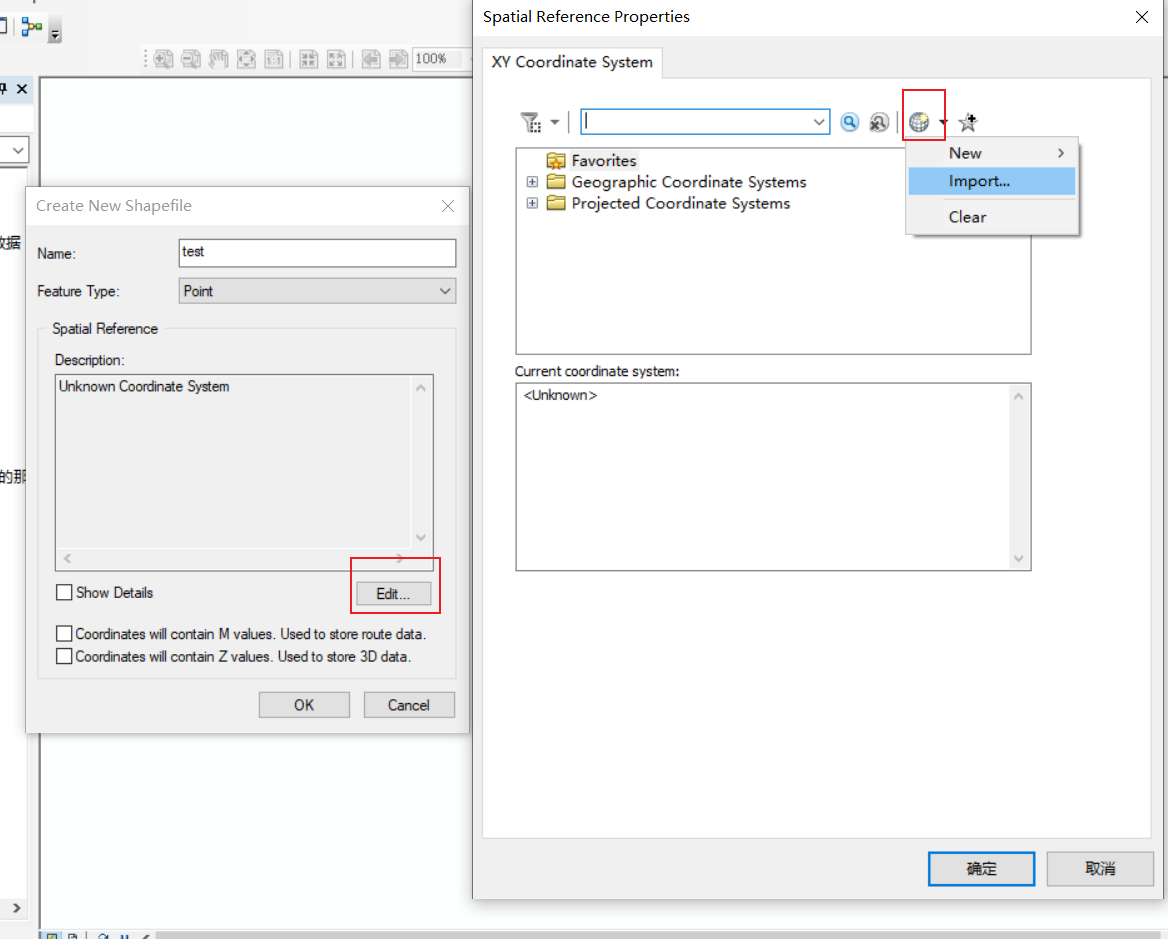 Spatial Reference Properties
XY Coordinate System
100%
Favorites
Geographic Coordinate Systems
Projected Coordinate Systems
New
Import...
Clear
Current coordinate system:
<Unknown>
确定
取消
数据
的那
Create New Shapefile
Name:
test
Feature Type:
Point
Spatial Reference
Description:
Unknown Coordinate System
Show Details
Edit...
Coordinates will contain M values. Used to store route data.
Coordinates will contain Z values. Used to store 3D data.
OK
Cancel